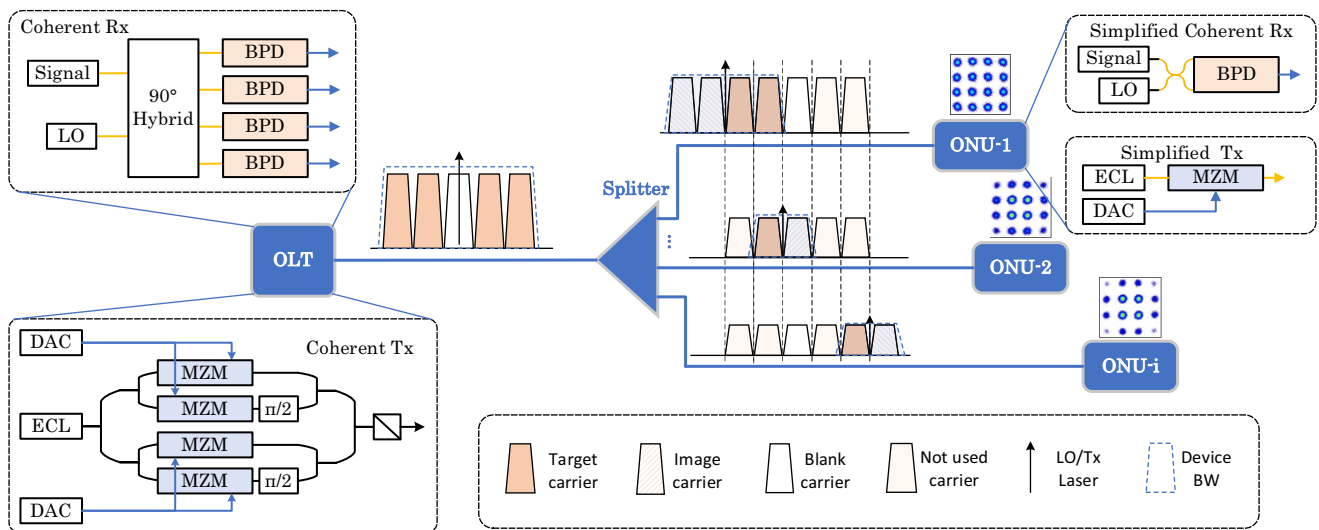 Coherent Rx
Signal
LO
90°
Hybrid
BPD
BPD
BPD
BPD
OLT
DAC
ECL
DAC
MZM
MZM
π/2
MZM
MZM
π/2
Coherent Tx
Splitter
...
ONU-1
ONU-2
ONU-i
Simplified Coherent Rx
Signal
LO
BPD
Simplified Tx
ECL
DAC
MZM
Target
carrier
Image
carrier
Blank
carrier
Not used
carrier
LO/Tx
Laser
Device
BW